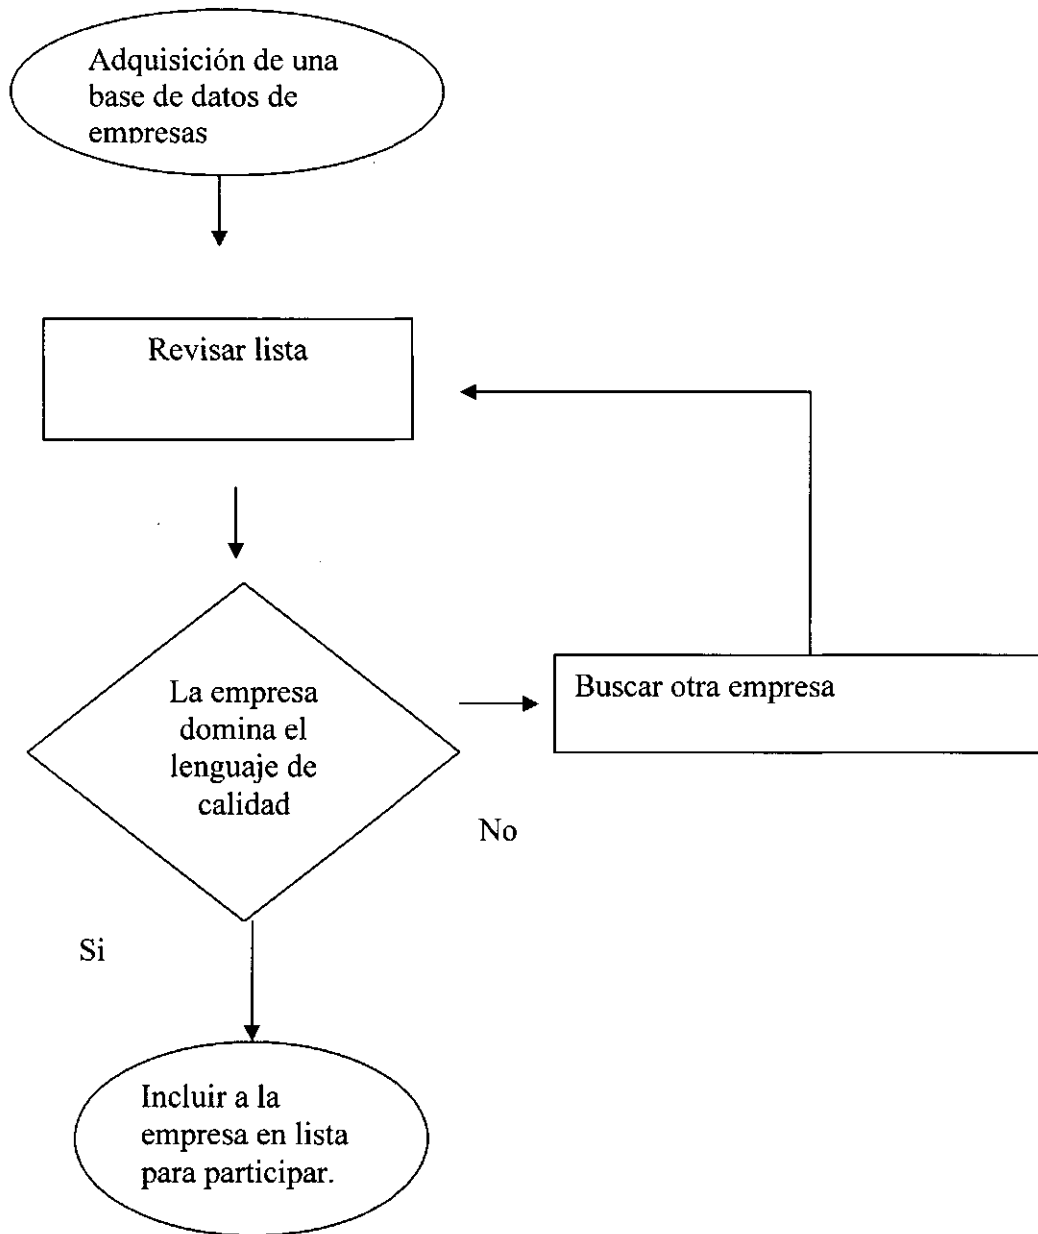 Adquisición de una
base de datos de
empresas
Revisar lista
La empresa
domina el
lenguaje de
calidad
Buscar otra empresa
No
Si
Incluir a la
empresa en lista
para participar.